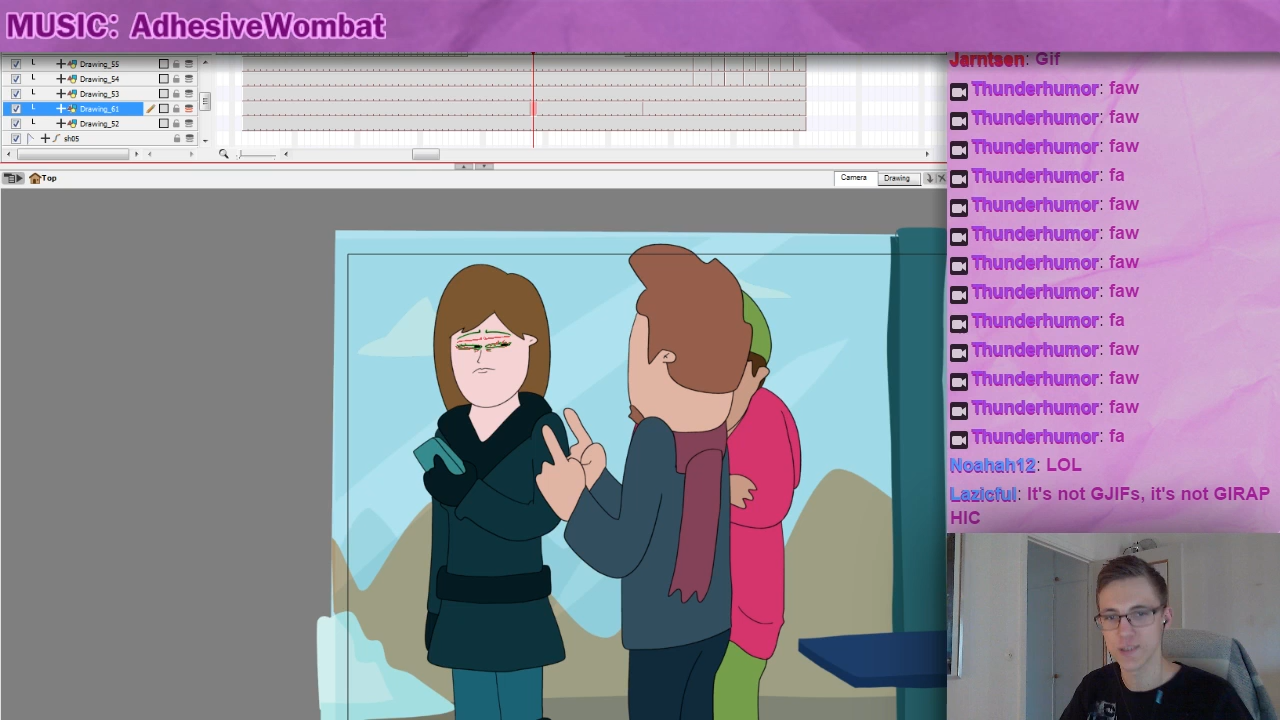 MUSIC: AdhesiveWombat
Drawing_55
Drawing_54
Drawing_53
Drawing_61
Drawing_52
sh05
Top
Camera
Drawing
Jarntsen: Gif
Thunderhumor: faw
Thunderhumor: faw
Thunderhumor: faw
Thunderhumor: fa
Thunderhumor: faw
Thunderhumor: faw
Thunderhumor: faw
Thunderhumor: faw
Thunderhumor: fa
Thunderhumor: faw
Thunderhumor: faw
Thunderhumor: faw
Thunderhumor: fa
Noahah12: LOL
Lazicful: It's not GJIFs, it's not GIRAP
HIC